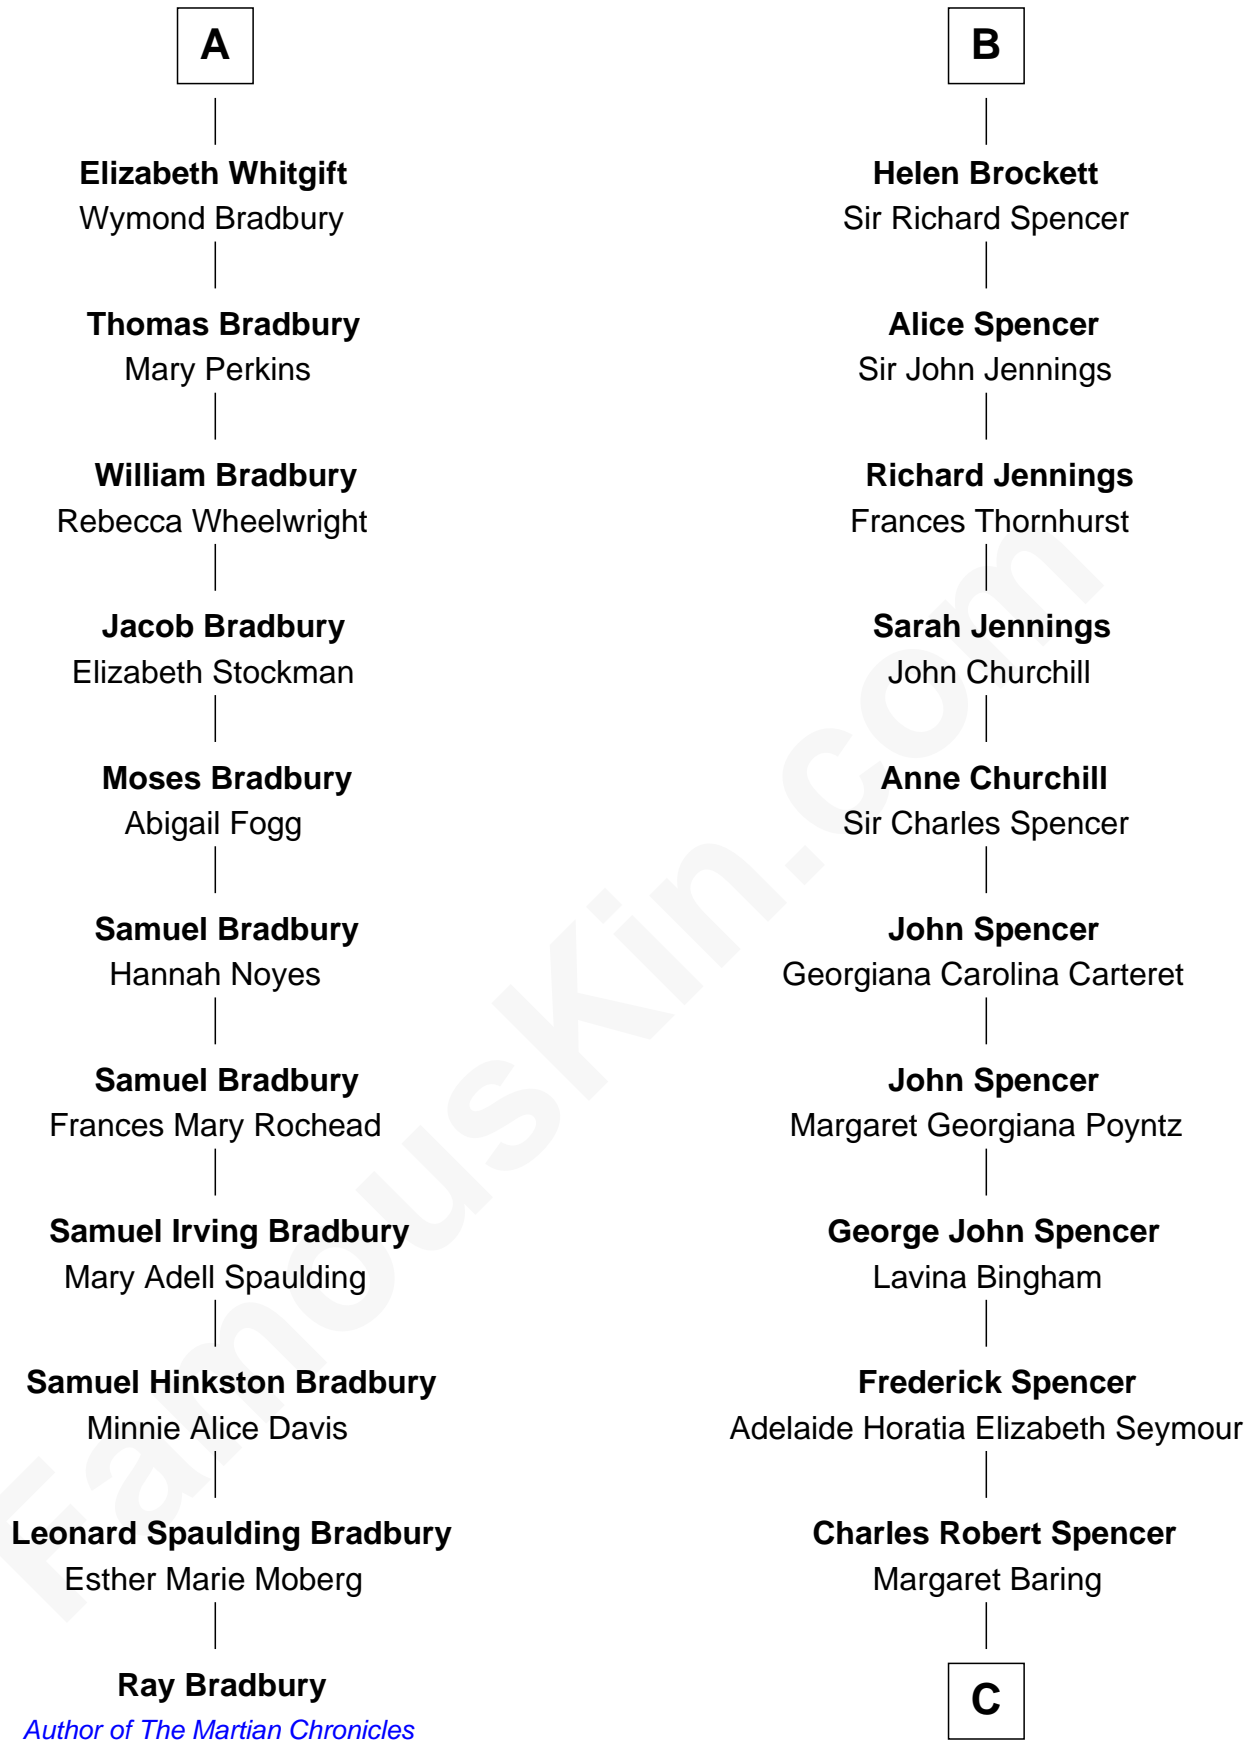 A
Elizabeth Whitgift
Wymond Bradbury
Thomas Bradbury
Mary Perkins
William Bradbury
Rebecca Wheelwright
Jacob Bradbury
Elizabeth Stockman
Moses Bradbury
Abigail Fogg
Samuel Bradbury
Hannah Noyes
Samuel Bradbury
Frances Mary Rochead
Samuel Irving Bradbury
Mary Adell Spaulding
Samuel Hinkston Bradbury
Minnie Alice Davis
Leonard Spaulding Bradbury
Esther Marie Moberg
Ray Bradbury
Author of The Martian Chronicles
B
Helen Brockett
Sir Richard Spencer
Alice Spencer
Sir John Jennings
Richard Jennings
Frances Thornhurst
Sarah Jennings
John Churchill
Anne Churchill
Sir Charles Spencer
John Spencer
Georgiana Carolina Carteret
John Spencer
Margaret Georgiana Poyntz
George John Spencer
Lavina Bingham
Frederick Spencer
Adelaide Horatia Elizabeth Seymour
Charles Robert Spencer
Margaret Baring
C
FamousKin.com